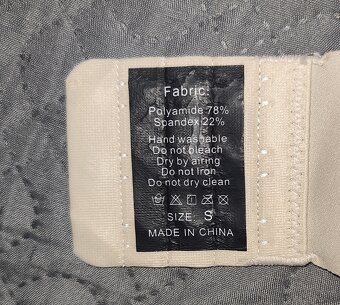 Fabric:
Polyamide 78%
Spandex 22%
Hand washable
Do not bleach
Dry by airing
Do not Iron
Do not dry clean
SIZE: S
MADE IN CHINA